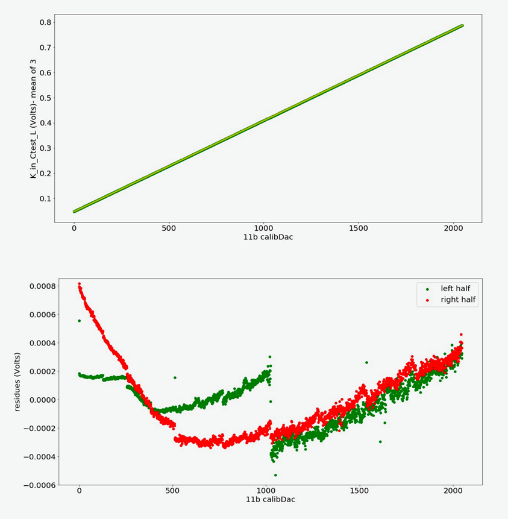 0.8
0.7
0.6
0.5
0.4
0.3
0.2
0.1
K_in_Ctest_L (Volts)- mean of 3
0 500 1000 1500 2000
11b calibDac
0.0008
0.0006
0.0004
0.0002
0.0000
−0.0002
−0.0004
−0.0006
residues (Volts)
left half
right half
0 500 1000 1500 2000
11b calibDac